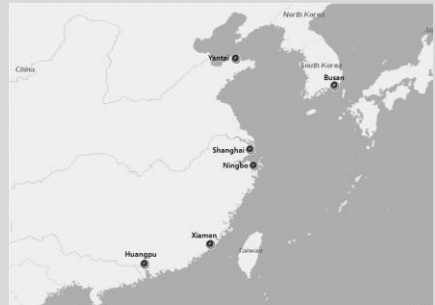 North Korea
China
Yantai
South Korea
Busan
Shanghai
Ningbo
Xiamen
Taiwan
Huangpu